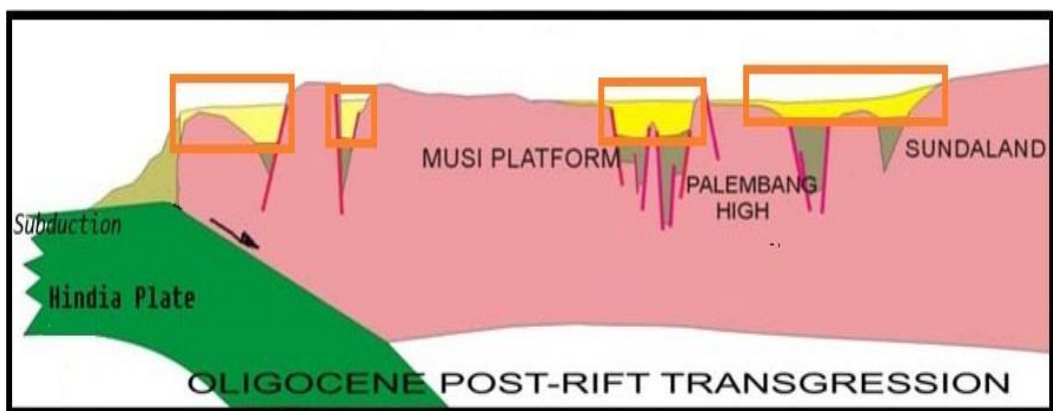 MUSI PLATFORM
SUNDALAND
PALEMBANG
HIGH
Subduction
Hindia Plate
OLIGOCENE POST-RIFT TRANSGRESSION